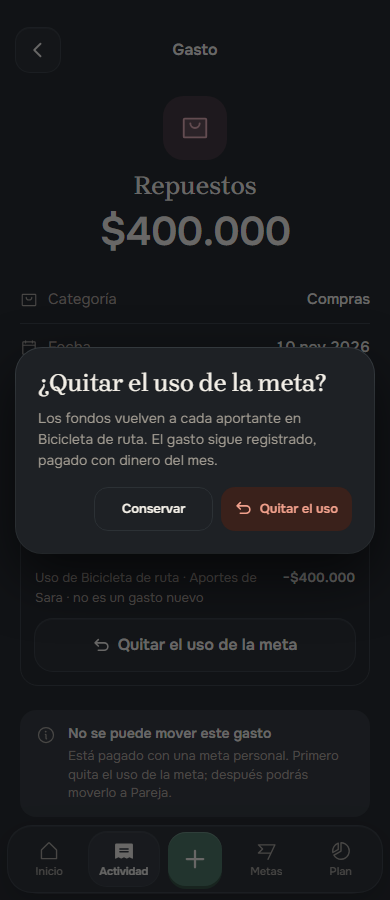 Gasto
Repuestos
$400.000
Categoría
Compras
Fecha
10 nov 2026
¿Quitar el uso de la meta?
Los fondos vuelven a cada aportante en
Bicicleta de ruta. El gasto sigue registrado,
pagado con dinero del mes.
Conservar
Quitar el uso
Uso de Bicicleta de ruta · Aportes de
Sara · no es un gasto nuevo
-$400.000
Quitar el uso de la meta
No se puede mover este gasto
Está pagado con una meta personal. Primero
quita el uso de la meta; después podrás
moverlo a Pareja.
Inicio
Actividad
Metas
Plan